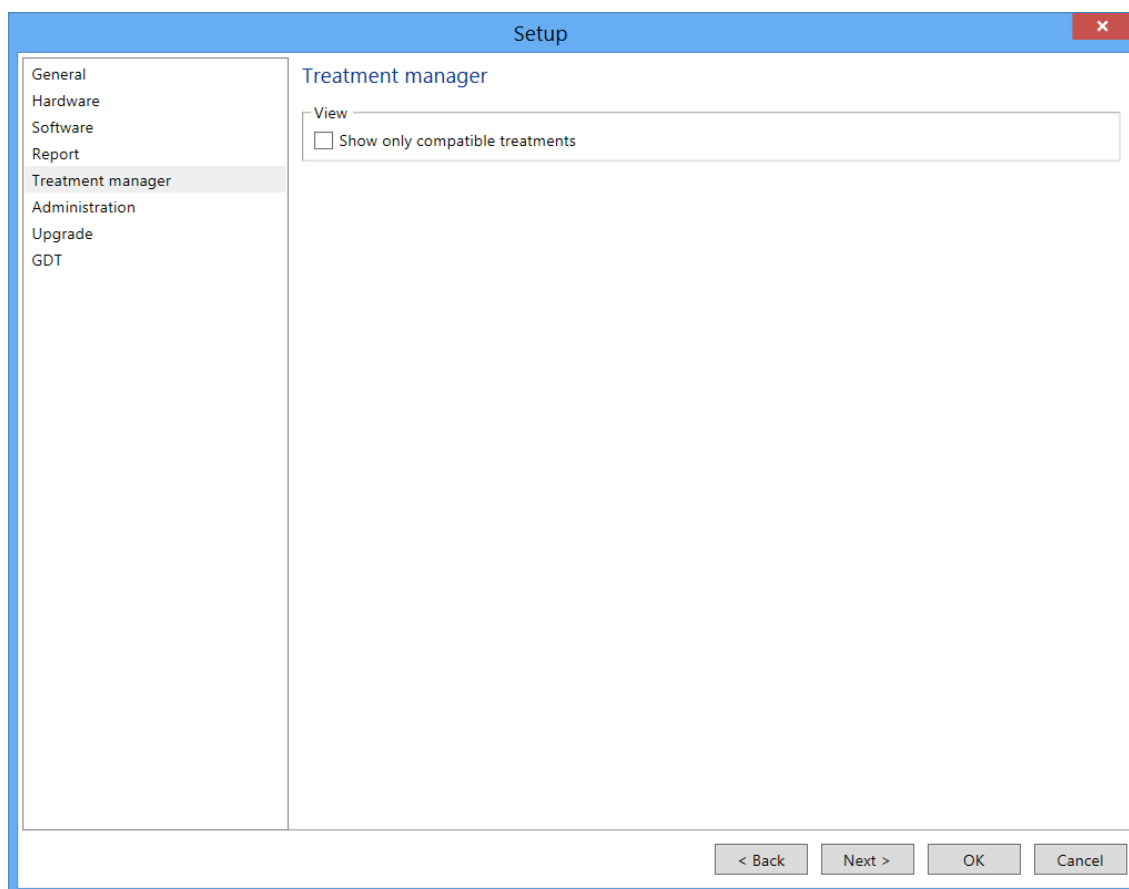 Setup
General
Hardware
Software
Report
Treatment manager
Administration
Upgrade
GDT
Treatment manager
View
Show only compatible treatments
< Back
Next >
OK
Cancel